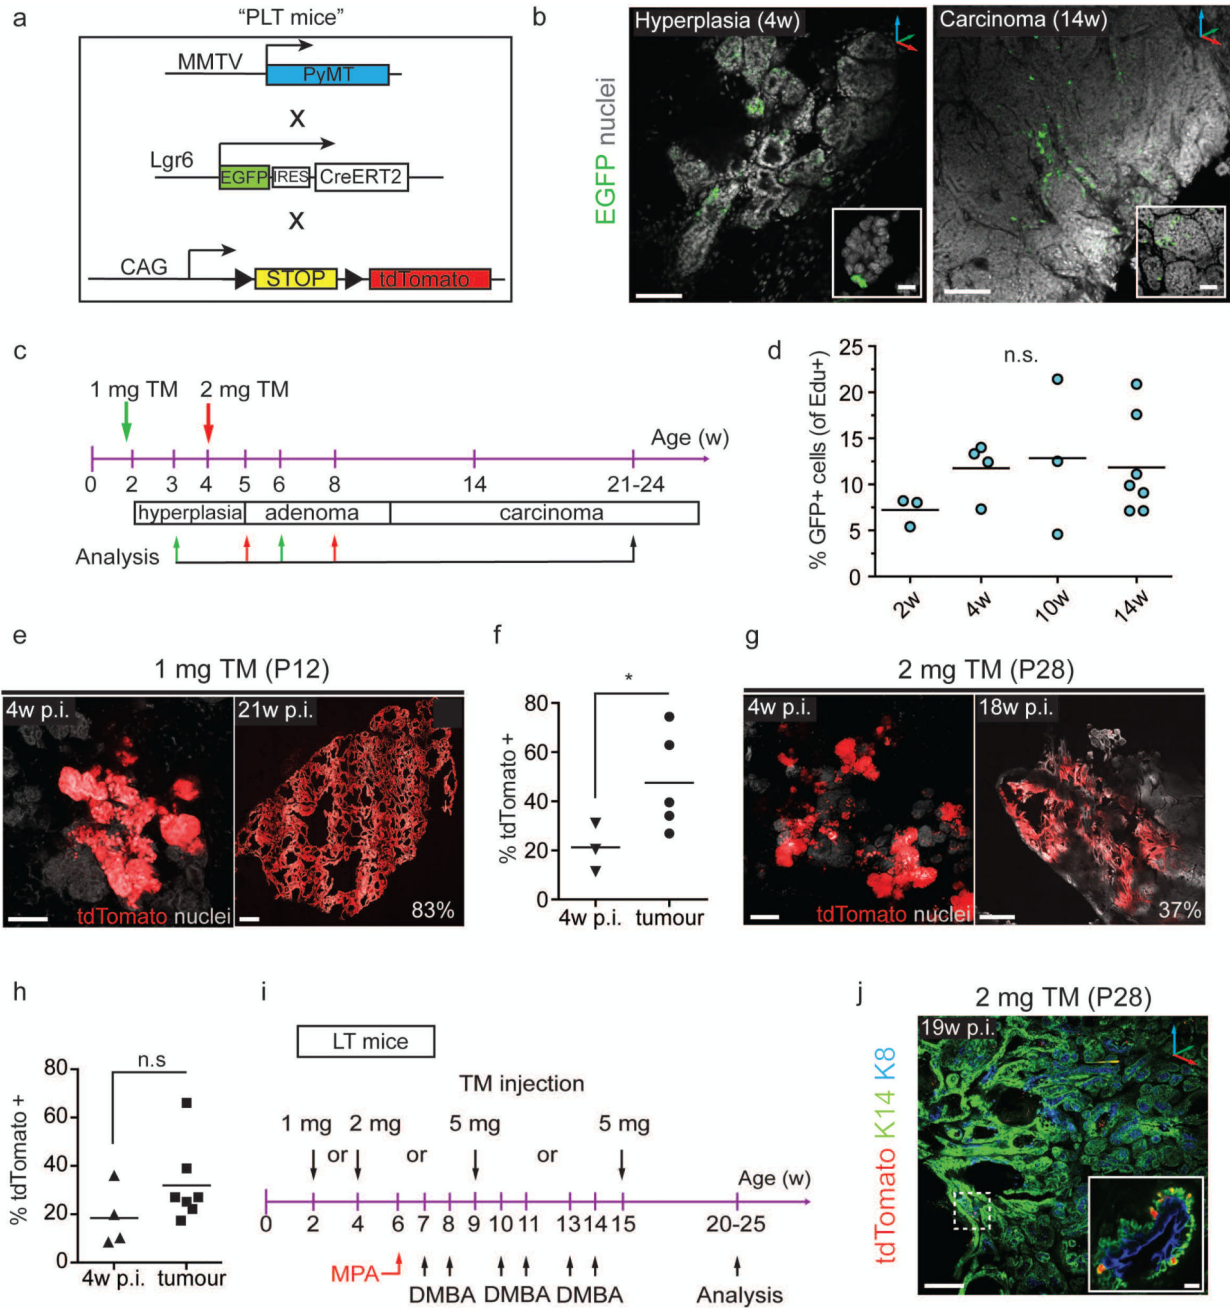 a
"PLT mice"
MMTV
PyMT
X
Lgr6
EGFP
IRES
CreERT2
X
CAG
STOP
tdTomato
b
EGFP nuclei
Hyperplasia (4w)
Carcinoma (14w)
c
1 mg TM
2 mg TM
Age (w)
0 2 3 4 5 6 8 14 21-24
hyperplasia adenoma carcinoma
Analysis
d
% GFP+ cells (of Edu+)
25
20
15
10
5
0
n.s.
2w 4w 10w 14w
e
1 mg TM (P12)
4w p.i.
tdTomato nuclei
21w p.i.
83%
f
% tdTomato +
80
60
40
20
0
*
4w p.i. tumour
g
2 mg TM (P28)
4w p.i.
tdTomato nuclei
18w p.i.
37%
h
% tdTomato +
80
60
40
20
0
n.s
4w p.i. tumour
i
LT mice
TM injection
1 mg or 2 mg or 5 mg or 5 mg
Age (w)
0 2 4 6 7 8 9 10 11 13 14 15 20-25
MPA
DMBA DMBA DMBA Analysis
j
2 mg TM (P28)
tdTomato K14 K8
19w p.i.